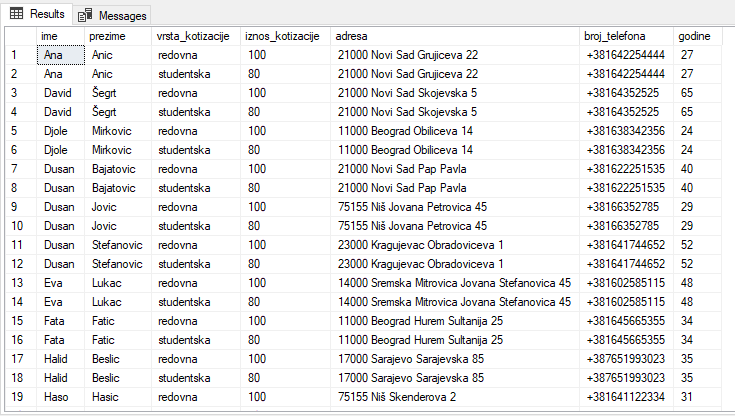 Results Messages
ime prezime vrsta_kotizacije iznos_kotizacije adresa broj_telefona godine
1 Ana Anic redovna 100 21000 Novi Sad Grujiceva 22 +381642254444 27
2 Ana Anic studentska 80 21000 Novi Sad Grujiceva 22 +381642254444 27
3 David Šegrt redovna 100 21000 Novi Sad Skojevska 5 +38164352525 65
4 David Šegrt studentska 80 21000 Novi Sad Skojevska 5 +38164352525 65
5 Djole Mirkovic redovna 100 11000 Beograd Obiliceva 14 +381638342356 24
6 Djole Mirkovic studentska 80 11000 Beograd Obiliceva 14 +381638342356 24
7 Dusan Bajatovic redovna 100 21000 Novi Sad Pap Pavla +381622251535 40
8 Dusan Bajatovic studentska 80 21000 Novi Sad Pap Pavla +381622251535 40
9 Dusan Jovic redovna 100 75155 Niš Jovana Petrovica 45 +38166352785 29
10 Dusan Jovic studentska 80 75155 Niš Jovana Petrovica 45 +38166352785 29
11 Dusan Stefanovic redovna 100 23000 Kragujevac Obradoviceva 1 +381641744652 52
12 Dusan Stefanovic studentska 80 23000 Kragujevac Obradoviceva 1 +381641744652 52
13 Eva Lukac redovna 100 14000 Sremska Mitrovica Jovana Stefanovica 45 +381602585115 48
14 Eva Lukac studentska 80 14000 Sremska Mitrovica Jovana Stefanovica 45 +381602585115 48
15 Fata Fatic redovna 100 11000 Beograd Hurem Sultanija 25 +381645665355 34
16 Fata Fatic studentska 80 11000 Beograd Hurem Sultanija 25 +381645665355 34
17 Halid Beslic redovna 100 17000 Sarajevo Sarajevska 85 +387651993023 35
18 Halid Beslic studentska 80 17000 Sarajevo Sarajevska 85 +387651993023 35
19 Haso Hasic redovna 100 75155 Niš Skenderova 2 +381641122334 31